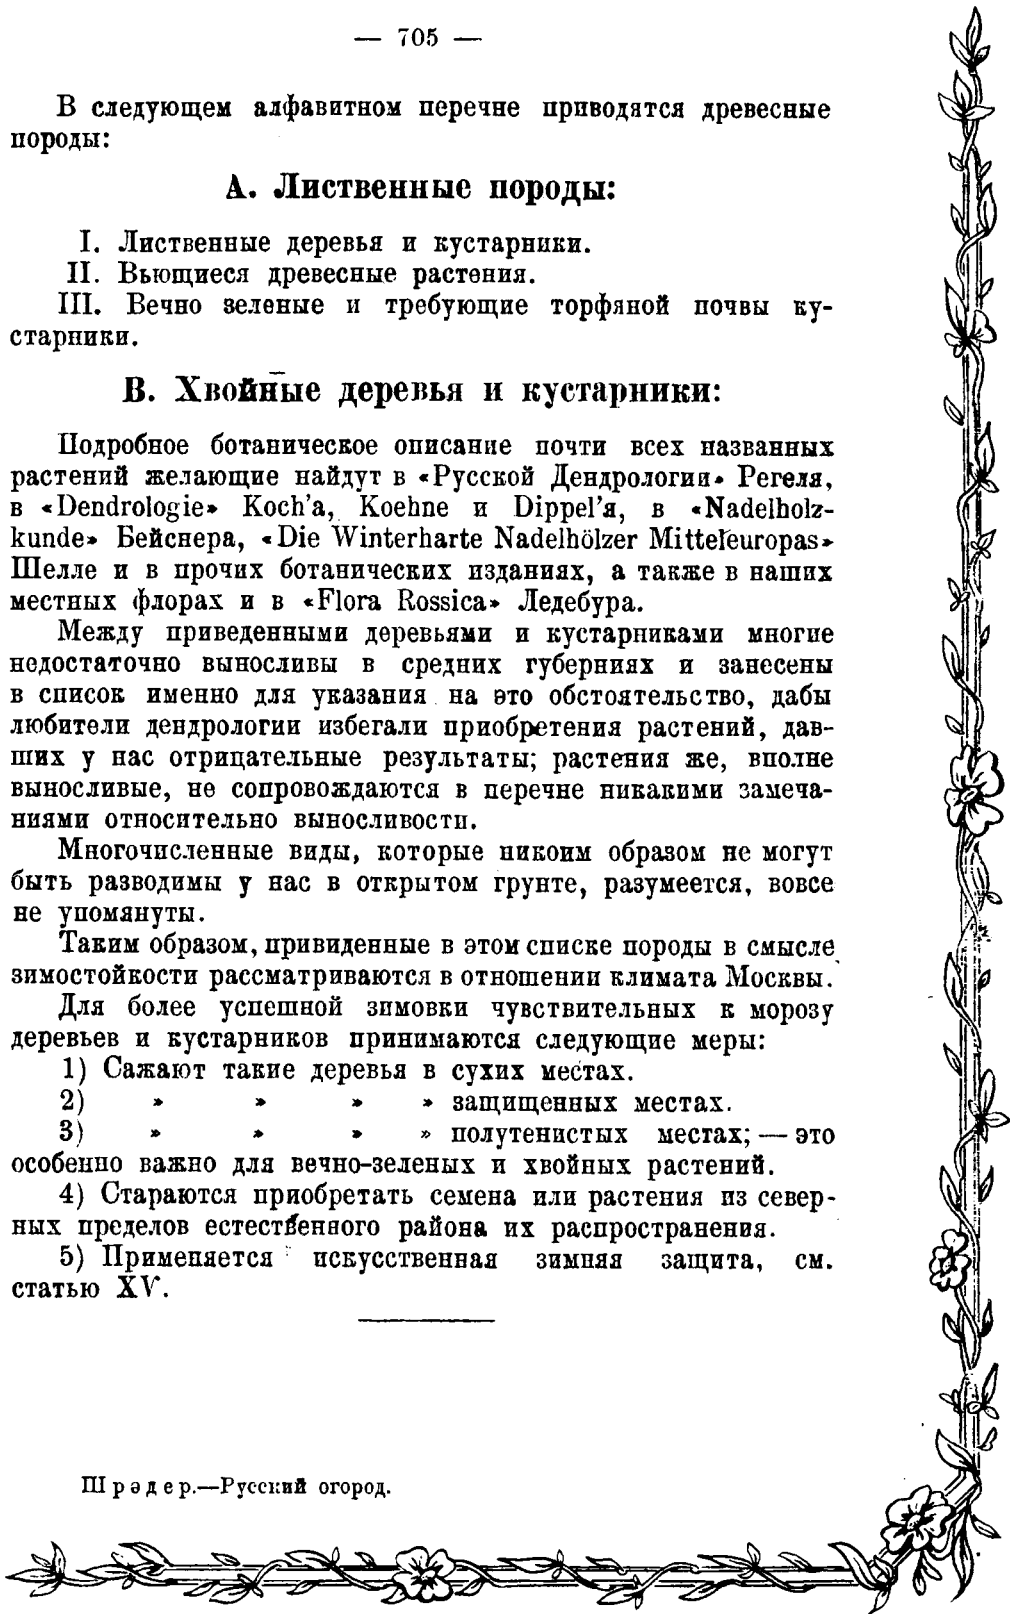 — 705 —
В следующем алфавитном перечне приводятся древесные
породы:
А. Лиственные породы:
I. Лиственные деревья и кустарники.
II. Вьющиеся древесные растения.
III. Вечно зеленые и требующие торфяной почвы ку-
старники.
В. Хвойные деревья и кустарники:
Подробное ботаническое описание почти всех названных
растений желающие найдут в «Русской Дендрологии» Регеля,
в «Dendrologie» Koch'a, Koehne и Dippel'я, в «Nadelholz-
kunde» Бейснера, «Die Winterharte Nadelhölzer Mitteleuropas»
Шелле и в прочих ботанических изданиях, а также в наших
местных флорах и в «Flora Rossica» Ледебура.
Между приведенными деревьями и кустарниками многие
недостаточно выносливы в средних губерниях и занесены
в список именно для указания на это обстоятельство, дабы
любители дендрологии избегали приобретения растений, дав-
ших у нас отрицательные результаты; растения же, вполне
выносливые, не сопровождаются в перечне никакими замеча-
ниями относительно выносливости.
Многочисленные виды, которые никоим образом не могут
быть разводимы у нас в открытом грунте, разумеется, вовсе
не упомянуты.
Таким образом, привиденные в этом списке породы в смысле
зимостойкости рассматриваются в отношении климата Москвы.
Для более успешной зимовки чувствительных к морозу
деревьев и кустарников принимаются следующие меры:
1) Сажают такие деревья в сухих местах.
2) » » » » защищенных местах.
3) » » » » полутенистых местах; — это
особенно важно для вечно-зеленых и хвойных растений.
4) Стараются приобретать семена или растения из север-
ных пределов естественного района их распространения.
5) Применяется искусственная зимняя защита, см.
статью XV.
Шрэдер.—Русский огород.